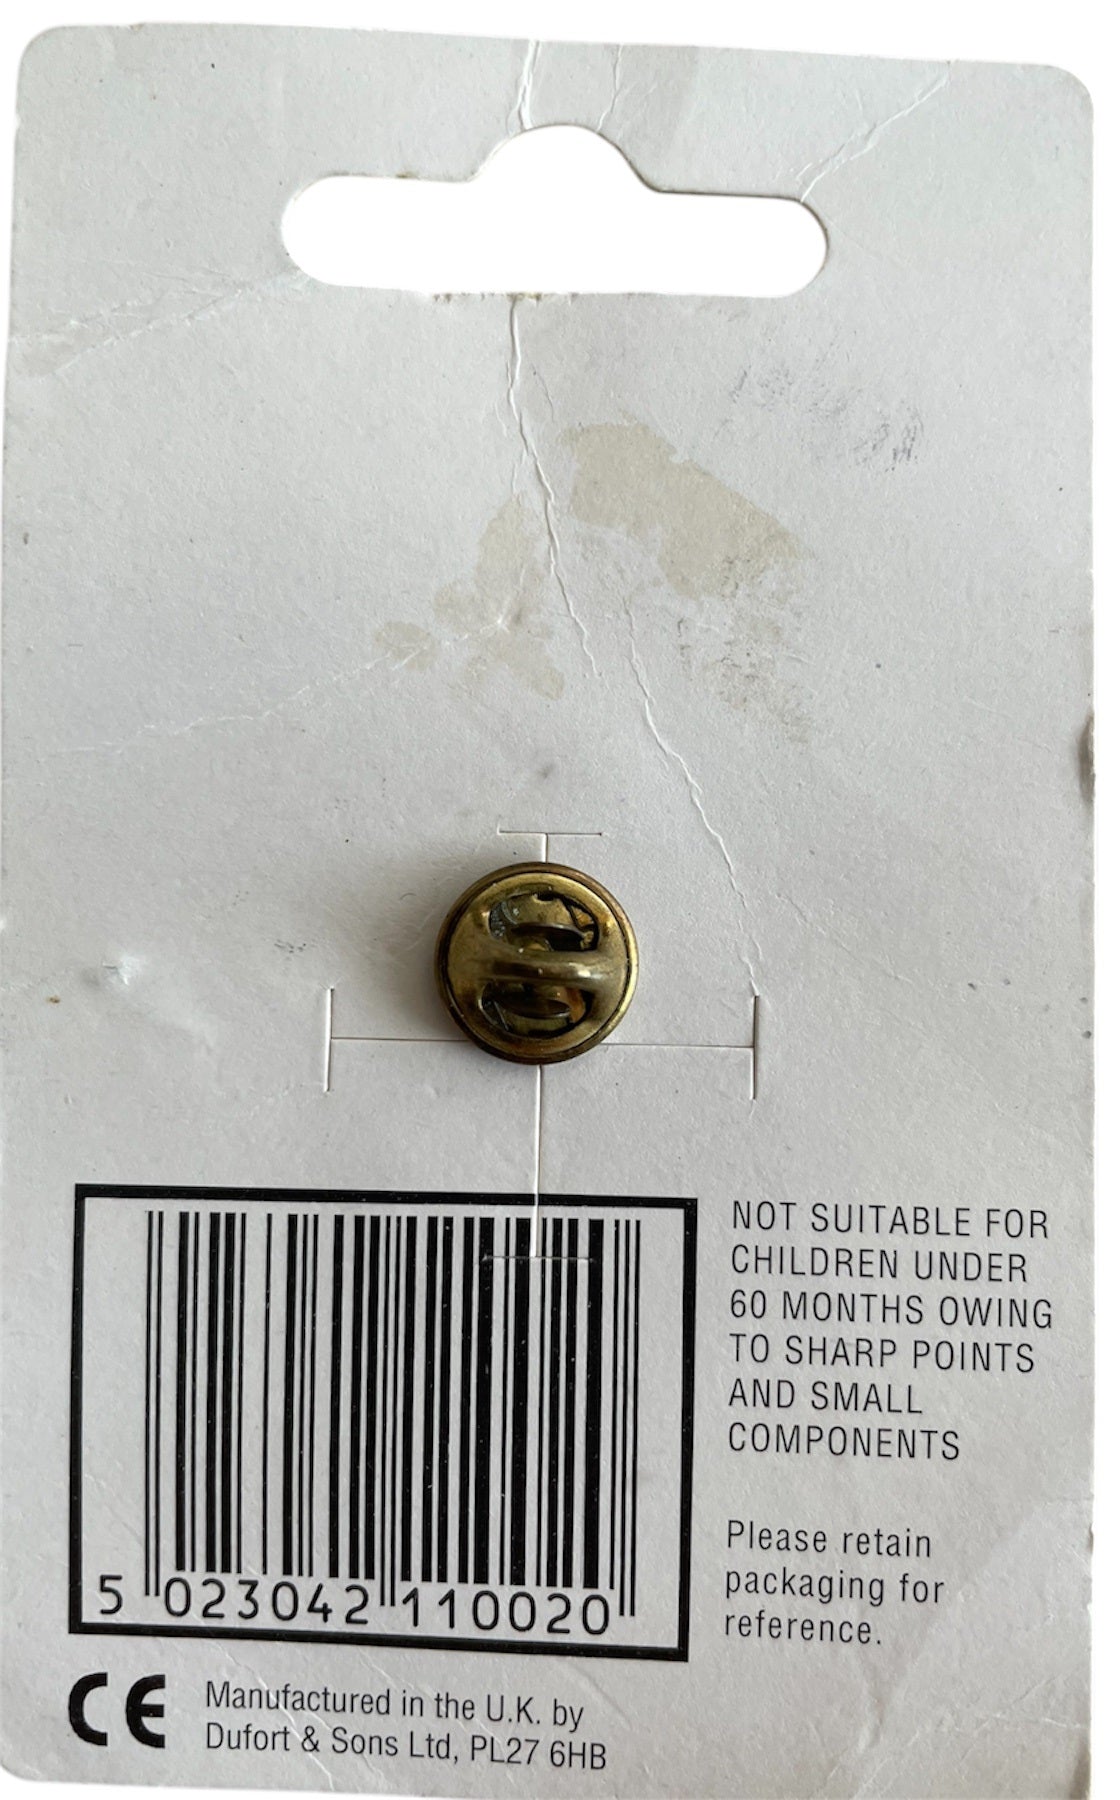 NOT SUITABLE FOR
CHILDREN UNDER
60 MONTHS OWING
TO SHARP POINTS
AND SMALL
COMPONENTS
Please retain
packaging for
reference.
5 023042 110020
CE
Manufactured in the U.K. by
Dufort & Sons Ltd, PL27 6HB